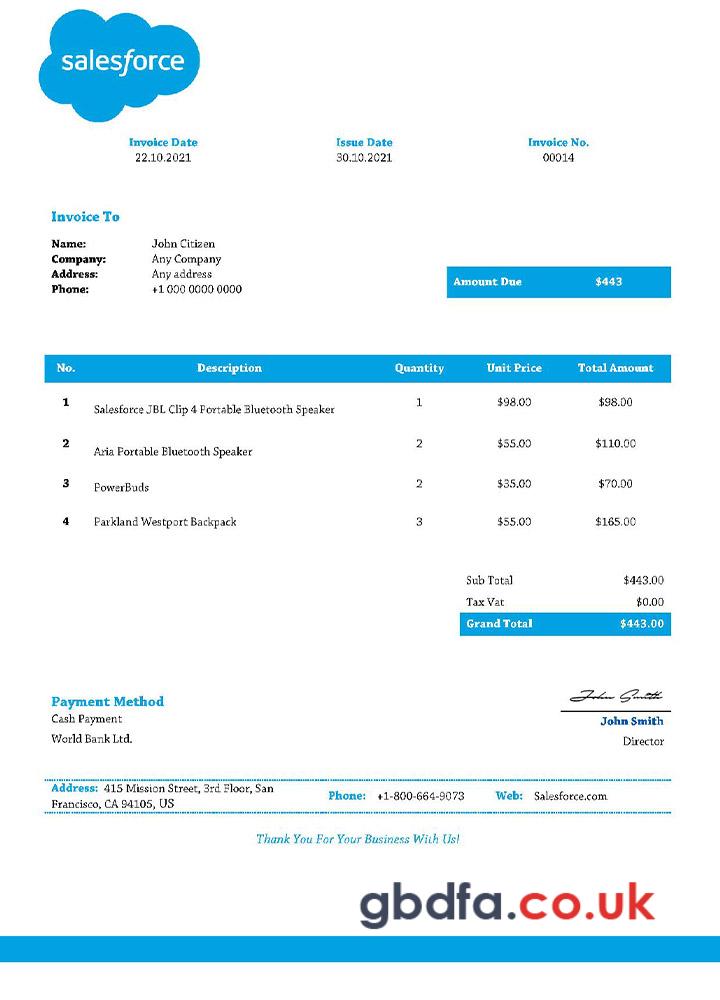 salesforce
Invoice Date Issue Date Invoice No.
22.10.2021 30.10.2021 00014
Invoice To
Name: John Citizen
Company: Any Company
Address: Any address
Phone: +1 000 0000 0000
Amount Due $443
No. Description Quantity Unit Price Total Amount
1 Salesforce JBL Clip 4 Portable Bluetooth Speaker 1 $98.00 $98.00
2 Aria Portable Bluetooth Speaker 2 $55.00 $110.00
3 PowerBuds 2 $35.00 $70.00
4 Parkland Westport Backpack 3 $55.00 $165.00
Sub Total $443.00
Tax Vat $0.00
Grand Total $443.00
Payment Method
Cash Payment
World Bank Ltd.
John Smith
John Smith
Director
Address: 415 Mission Street, 3rd Floor, San
Francisco, CA 94105, US
Phone: +1-800-664-9073 Web: Salesforce.com
Thank You For Your Business With Us!
gbdfa.co.uk